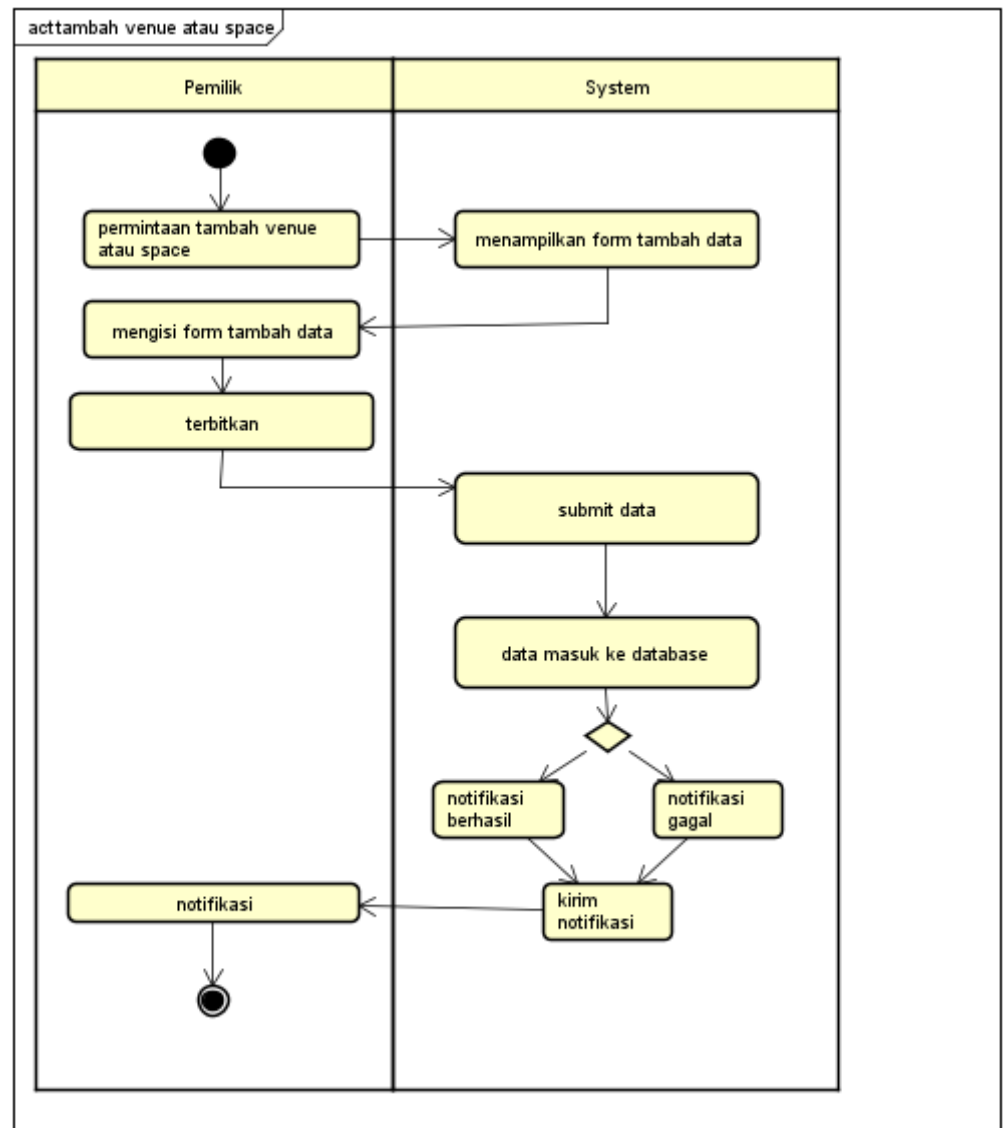 acttambah venue atau space
Pemilik
System
permintaan tambah venue
atau space
menampilkan form tambah data
mengisi form tambah data
terbitkan
submit data
data masuk ke database
notifikasi
berhasil
notifikasi
gagal
kirim
notifikasi
notifikasi